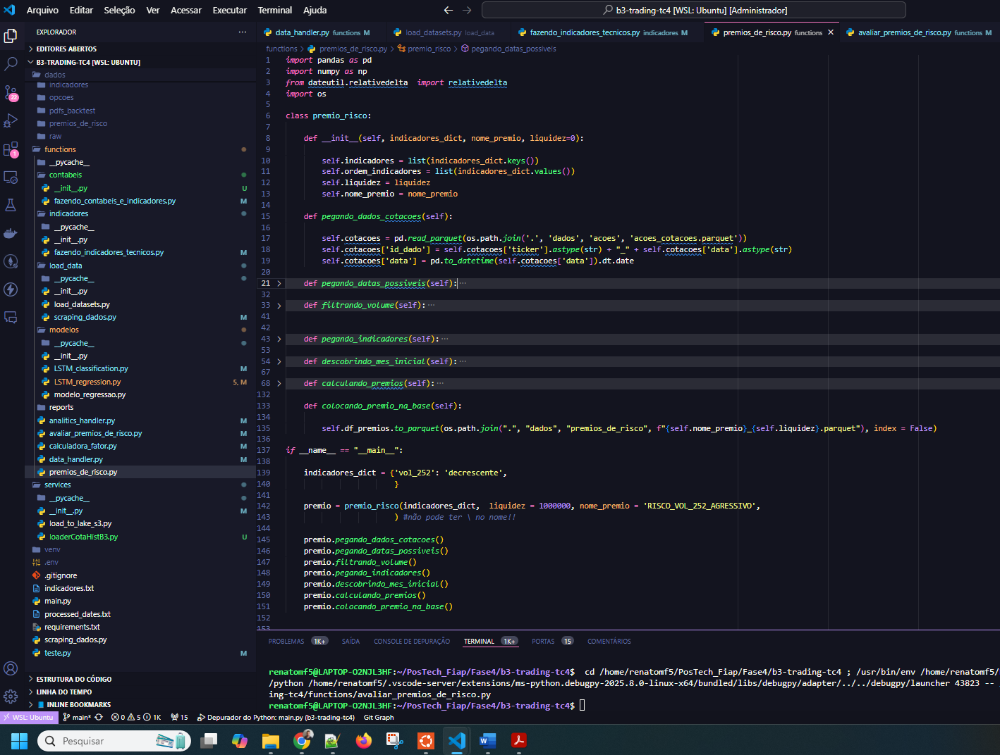 Arquivo Editar Seleção Ver Acessar Executar Terminal Ajuda
b3-trading-tc4 [WSL: Ubuntu] [Administrador]
EXPLORADOR
EDITORES ABERTOS
B3-TRADING-TC4 [WSL: UBUNTU]
dados
indicadores
opcoes
pdfs_backtest
premios_de_risco
raw
functions
__pycache__
contabeis
__init__.py U
fazendo_contabeis_e_indicadores.py M
indicadores
__pycache__
__init__.py
fazendo_indicadores_tecnicos.py M
load_data
__pycache__
__init__.py
load_datasets.py
scraping_dados.py M
modelos
__pycache__
__init__.py
LSTM_classification.py M
LSTM_regression.py 5, M
modelo_regressao.py
reports
analitics_handler.py M
avaliar_premios_de_risco.py M
calculadora_fator.py M
data_handler.py M
premios_de_risco.py
services
__pycache__
__init__.py M
load_to_lake_s3.py
loaderCotaHistB3.py U
venv
.env
.gitignore
indicadores.txt
main.py
processed_dates.txt
requirements.txt
scraping_dados.py
teste.py M
ESTRUTURA DO CÓDIGO
LINHA DO TEMPO
INLINE BOOKMARKS
22
1
data_handler.py functions M
load_datasets.py load_data
fazendo_indicadores_tecnicos.py indicadores M
premios_de_risco.py functions
avaliar_premios_de_risco.py functions M
functions > premios_de_risco.py > premio_risco > pegando_datas_possiveis
1 import pandas as pd
2 import numpy as np
3 from dateutil.relativedelta  import relativedelta
4 import os
5
6 class premio_risco:
7
8 def __init__(self, indicadores_dict, nome_premio, liquidez=0):
9
10 self.indicadores = list(indicadores_dict.keys())
11 self.ordem_indicadores = list(indicadores_dict.values())
12 self.liquidez = liquidez
13 self.nome_premio = nome_premio
14
15 def pegando_dados_cotacoes(self):
16
17 self.cotacoes = pd.read_parquet(os.path.join('.', 'dados', 'acoes', 'acoes_cotacoes.parquet'))
18 self.cotacoes['id_dado'] = self.cotacoes['ticker'].astype(str) + "_" + self.cotacoes['data'].astype(str)
19 self.cotacoes['data'] = pd.to_datetime(self.cotacoes['data']).dt.date
20
21 def pegando_datas_possiveis(self):···
32
33 def filtrando_volume(self):···
41
42
43 def pegando_indicadores(self):···
53
54 def descobrindo_mes_inicial(self):···
67
68 def calculando_premios(self):···
132
133 def colocando_premio_na_base(self):
134
135 self.df_premios.to_parquet(os.path.join(".", "dados", "premios_de_risco", f"{self.nome_premio}_{self.liquidez}.parquet"), index = False)
136
137 if __name__ == "__main__":
138
139 indicadores_dict = {'vol_252': 'decrescente',
140 }
141
142 premio = premio_risco(indicadores_dict,  liquidez = 1000000, nome_premio = 'RISCO_VOL_252_AGRESSIVO',
143 ) #não pode ter \ no nome!!
144
145 premio.pegando_dados_cotacoes()
146 premio.pegando_datas_possiveis()
147 premio.filtrando_volume()
148 premio.pegando_indicadores()
149 premio.descobrindo_mes_inicial()
150 premio.calculando_premios()
151 premio.colocando_premio_na_base()
152
153
PROBLEMAS 1K+ SAÍDA CONSOLE DE DEPURAÇÃO TERMINAL 1K+ PORTAS 15 COMENTÁRIOS
renatomf5@LAPTOP-O2NJL3HF:~/PosTech_Fiap/Fase4/b3-trading-tc4$  cd /home/renatomf5/PosTech_Fiap/Fase4/b3-trading-tc4 ; /usr/bin/env /home/renatomf5/
/python /home/renatomf5/.vscode-server/extensions/ms-python.debugpy-2025.8.0-linux-x64/bundled/libs/debugpy/adapter/../../debugpy/launcher 43823 --
ing-tc4/functions/avaliar_premios_de_risco.py
renatomf5@LAPTOP-O2NJL3HF:~/PosTech_Fiap/Fase4/b3-trading-tc4$
WSL: Ubuntu main* 0 5 1K 15 Depurador do Python: main.py (b3-trading-tc4) Git Graph
Pesquisar